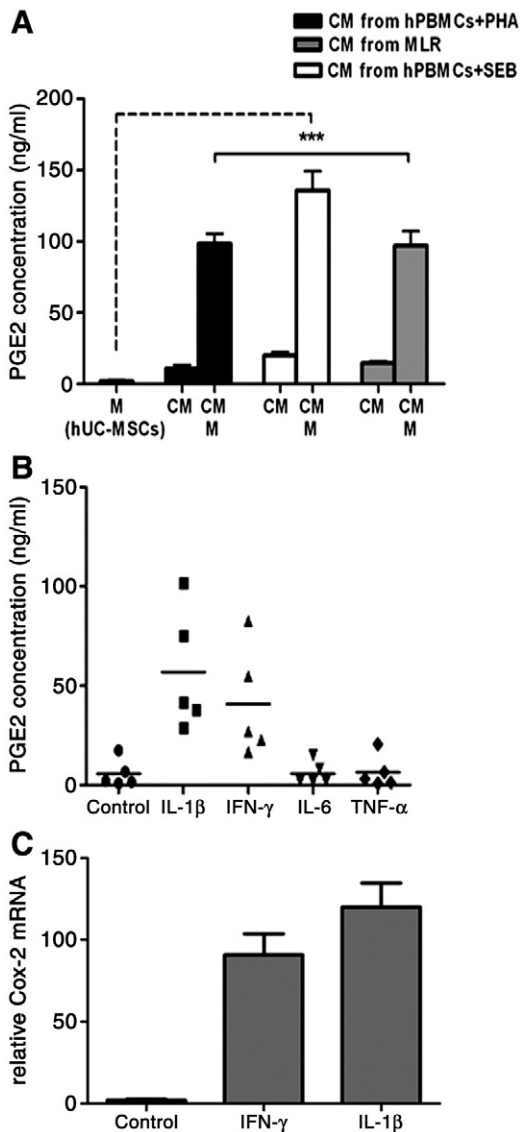 A
CM from hPBMCs+PHA
CM from MLR
CM from hPBMCs+SEB
PGE2 concentration (ng/ml)
200
150
100
50
0
***
M CM CM CM CM CM CM
(hUC-MSCs) M M M
B
PGE2 concentration (ng/ml)
150
100
50
0
Control IL-1β IFN-γ IL-6 TNF-α
C
relative Cox-2 mRNA
150
100
50
0
Control IFN-γ IL-1β